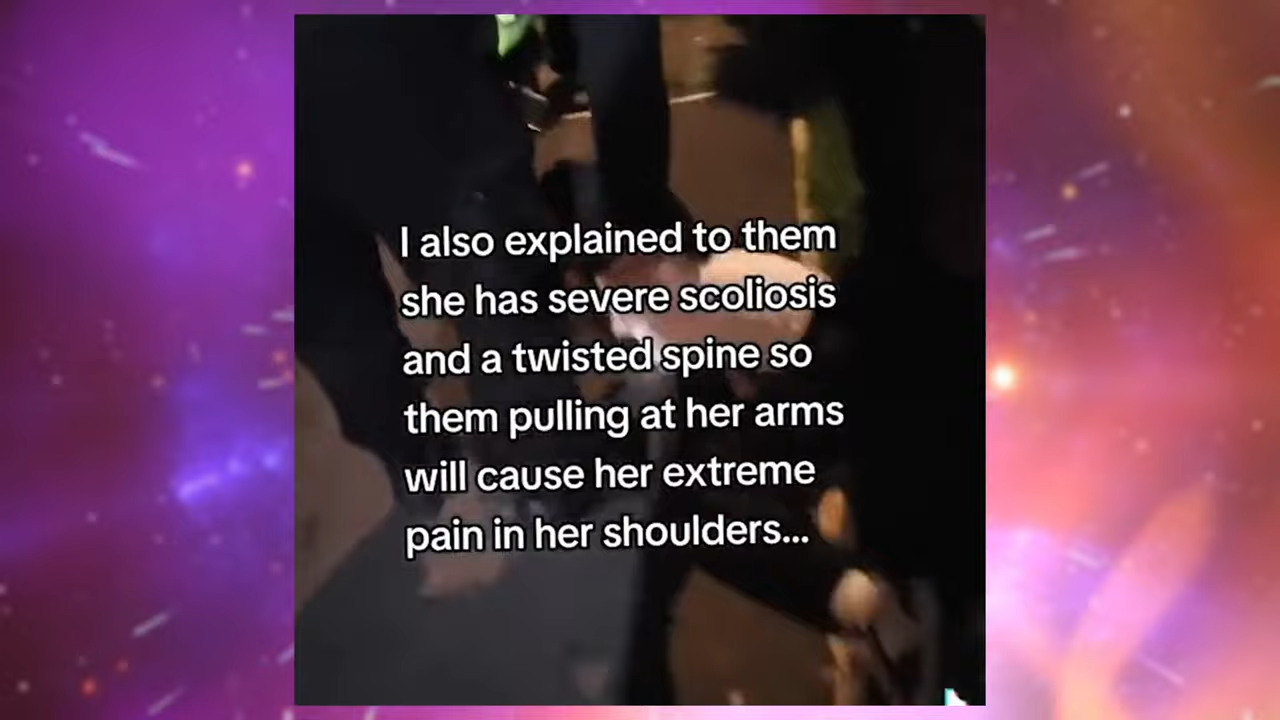 I also explained to them
she has severe scoliosis
and a twisted spine so
them pulling at her arms
will cause her extreme
pain in her shoulders...